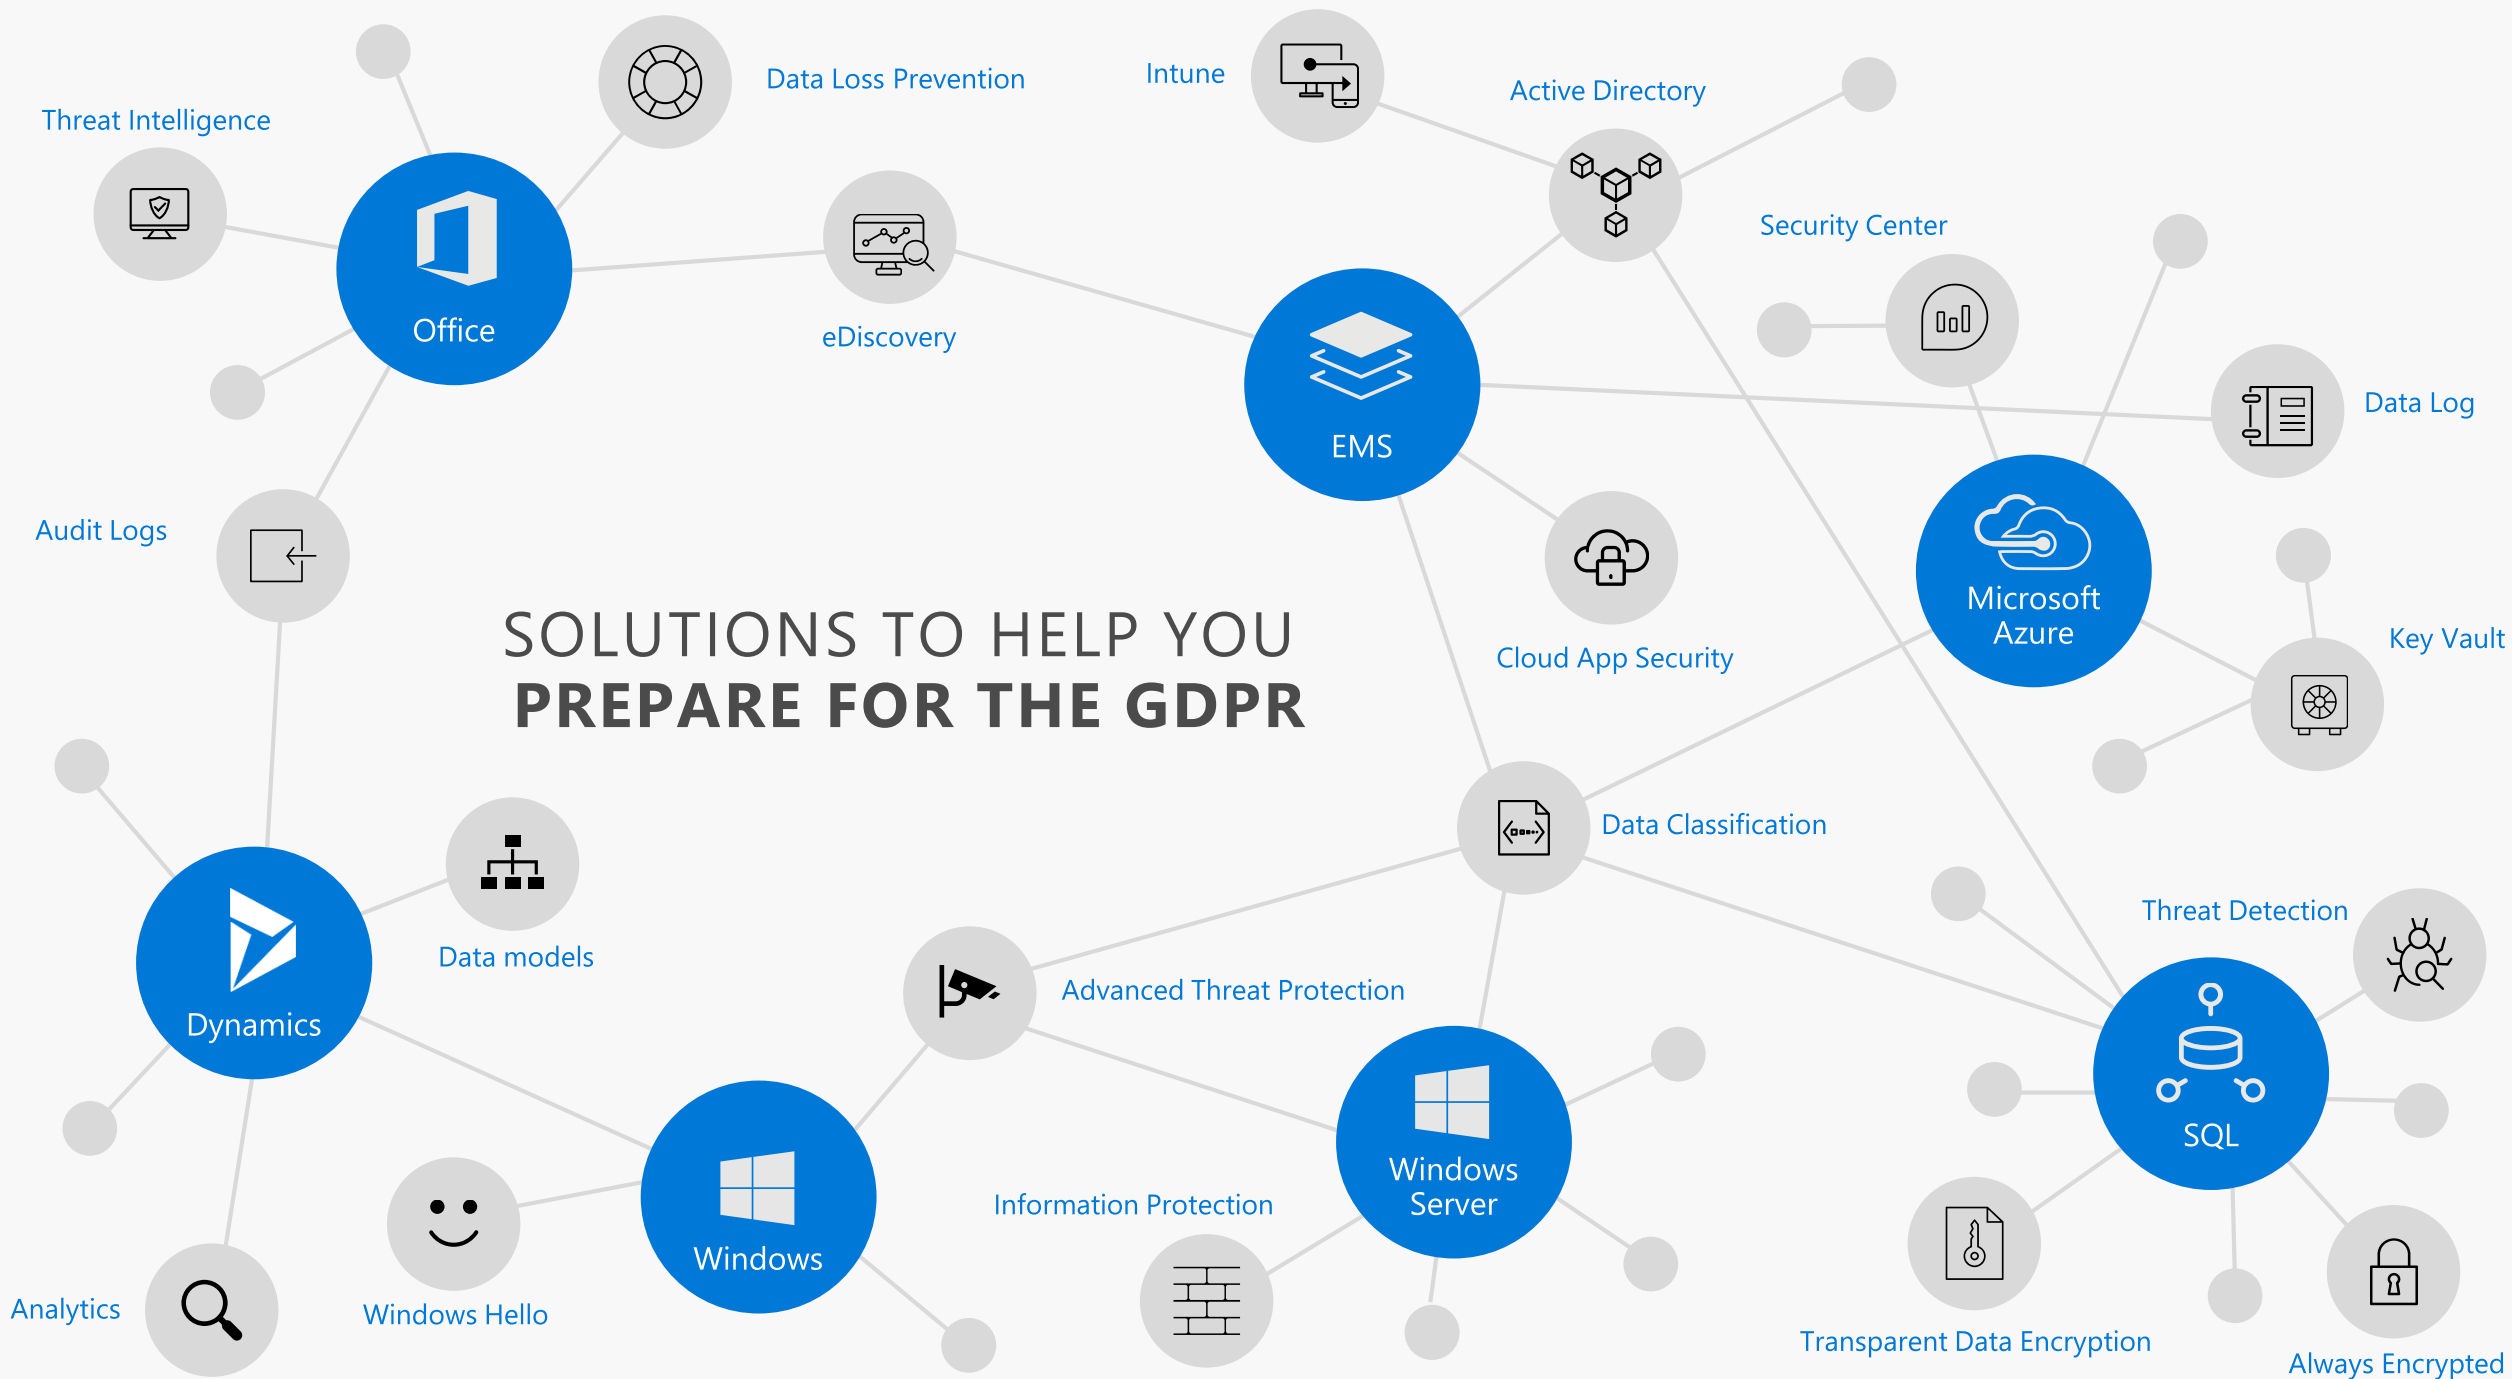 Data Loss Prevention
Intune
Active Directory
Threat Intelligence
Security Center
Office
eDiscovery
Data Log
EMS
Audit Logs
Microsoft
Azure
Key Vault
Cloud App Security
SOLUTIONS TO HELP YOU
PREPARE FOR THE GDPR
Data Classification
Threat Detection
Data models
Advanced Threat Protection
Dynamics
SQL
Windows
Server
Information Protection
Windows
Windows Hello
Analytics
Transparent Data Encryption
Always Encrypted